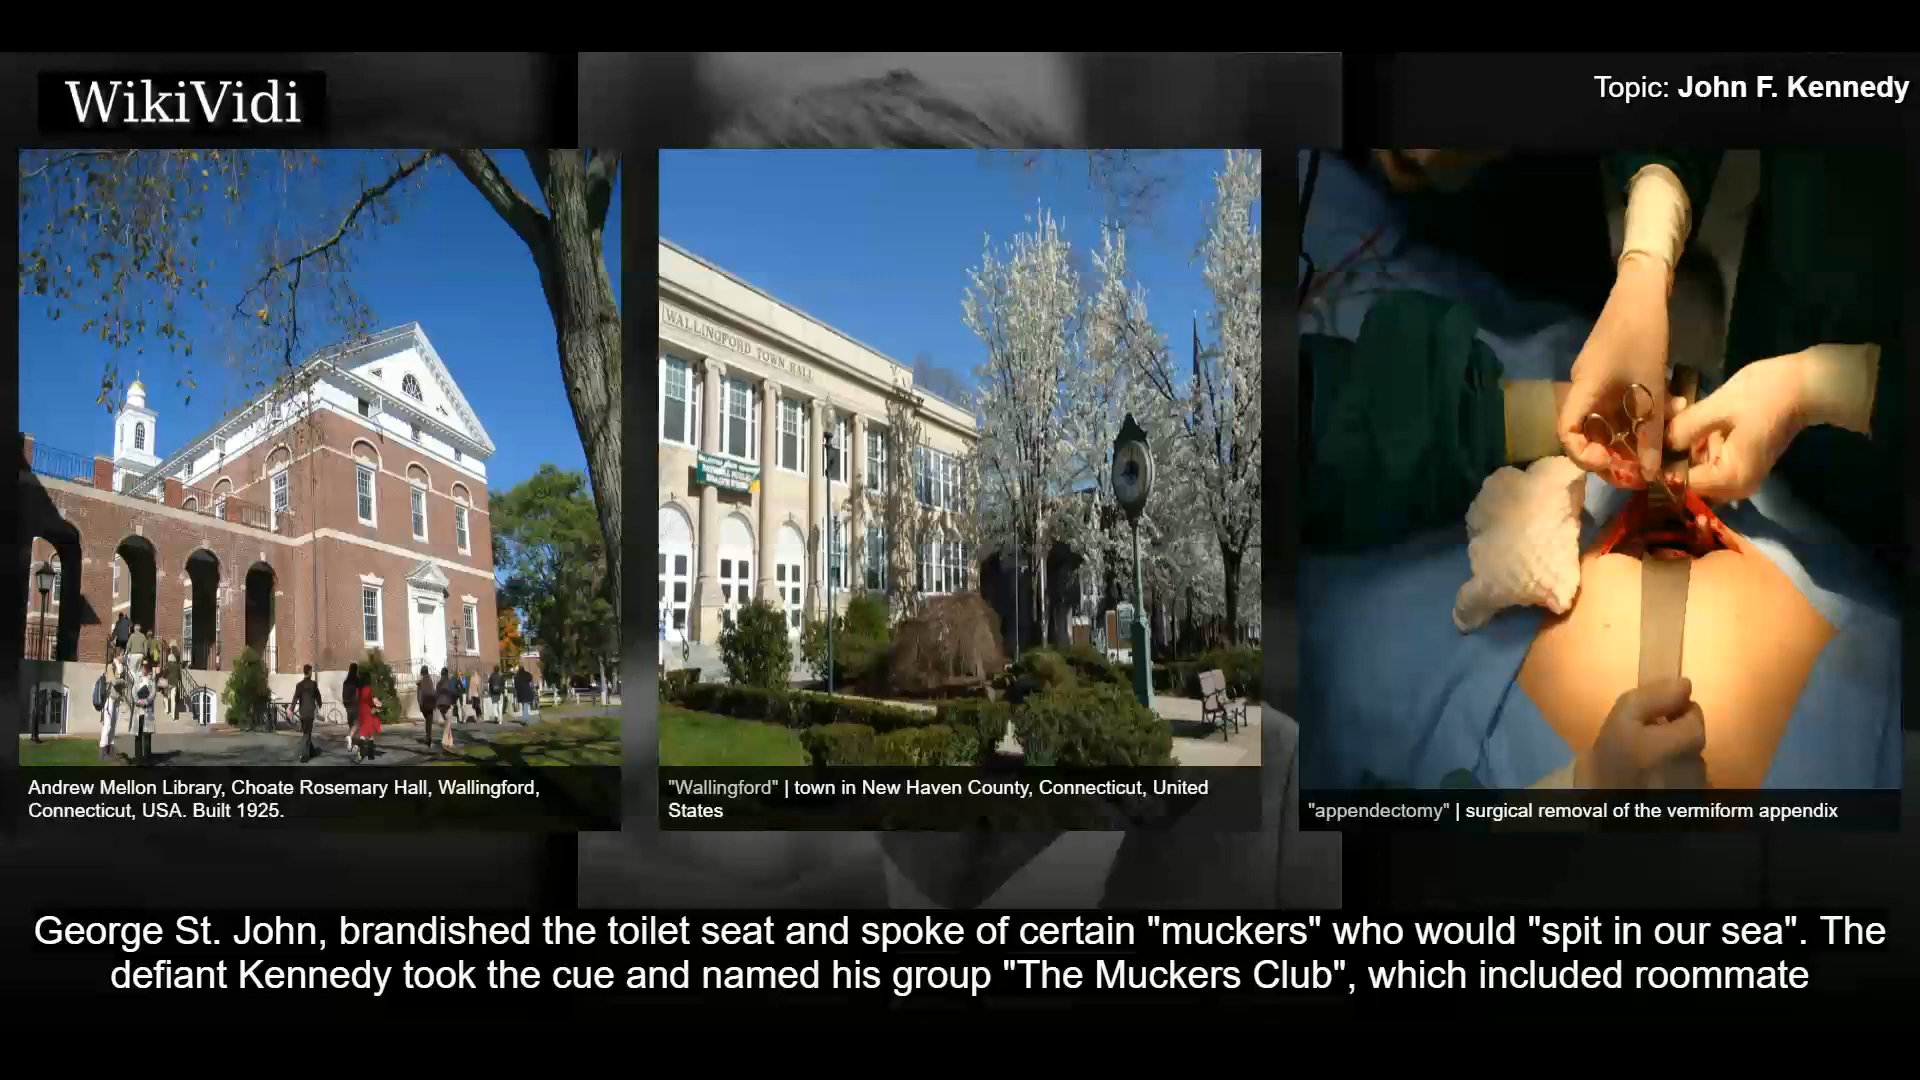 WikiVidi
Topic: John F. Kennedy
WALLINGFORD TOWN HALL
Andrew Mellon Library, Choate Rosemary Hall, Wallingford,
Connecticut, USA. Built 1925.
"Wallingford" | town in New Haven County, Connecticut, United
States
"appendectomy" | surgical removal of the vermiform appendix
George St. John, brandished the toilet seat and spoke of certain "muckers" who would "spit in our sea". The
defiant Kennedy took the cue and named his group "The Muckers Club", which included roommate